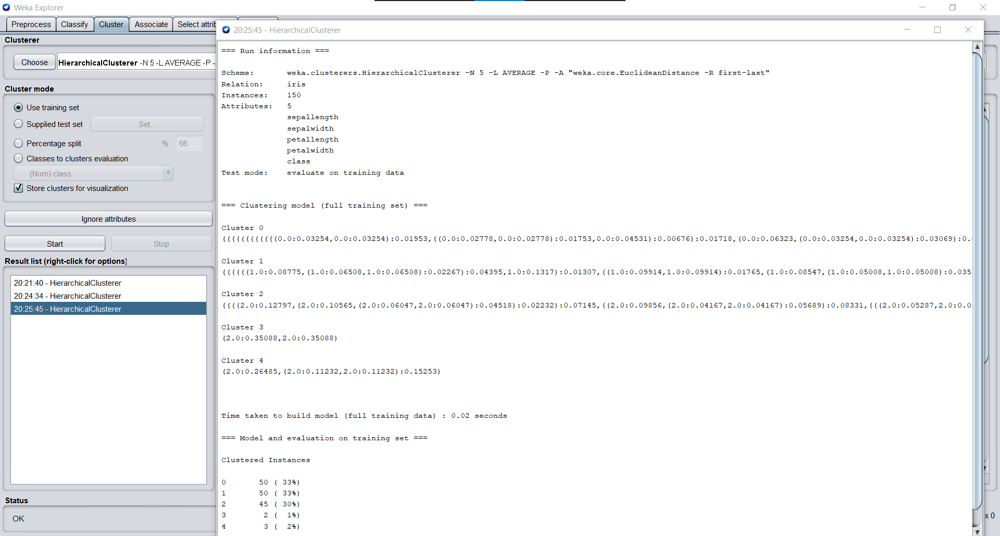 Weka Explorer
Preprocess Classify Cluster Associate Select attrib
Clusterer
Choose HierarchicalClusterer -N 5 -L AVERAGE -P -
Cluster mode
Use training set
Supplied test set Set...
Percentage split % 66
Classes to clusters evaluation
(Nom) class
Store clusters for visualization
Ignore attributes
Start Stop
Result list (right-click for options)
20:21:40 - HierarchicalClusterer
20:24:34 - HierarchicalClusterer
20:25:45 - HierarchicalClusterer
Status
OK
x 0
20:25:45 - HierarchicalClusterer
=== Run information ===
Scheme: weka.clusterers.HierarchicalClusterer -N 5 -L AVERAGE -P -A "weka.core.EuclideanDistance -R first-last"
Relation: iris
Instances: 150
Attributes: 5
sepallength
sepalwidth
petallength
petalwidth
class
Test mode: evaluate on training data
=== Clustering model (full training set) ===
Cluster 0
((((((((((((0.0:0.03254,0.0:0.03254):0.01953,((0.0:0.02778,0.0:0.02778):0.01753,0.0:0.04531):0.00676):0.01718,(0.0:0.06323,(0.0:0.03254,0.0:0.03254):0.03069):0.
Cluster 1
((((((1.0:0.08775,(1.0:0.06508,1.0:0.06508):0.02267):0.04395,1.0:0.1317):0.01307,((1.0:0.09914,1.0:0.09914):0.01765,(1.0:0.08547,(1.0:0.05008,1.0:0.05008):0.035
Cluster 2
((((2.0:0.12797,(2.0:0.10565,(2.0:0.06047,2.0:0.06047):0.04518):0.02232):0.07145,((2.0:0.09856,(2.0:0.04167,2.0:0.04167):0.05689):0.08331,(((2.0:0.05287,2.0:0.0
Cluster 3
(2.0:0.35088,2.0:0.35088)
Cluster 4
(2.0:0.26485,(2.0:0.11232,2.0:0.11232):0.15253)
Time taken to build model (full training data) : 0.02 seconds
=== Model and evaluation on training set ===
Clustered Instances
0 50 ( 33%)
1 50 ( 33%)
2 45 ( 30%)
3 2 ( 1%)
4 3 ( 2%)